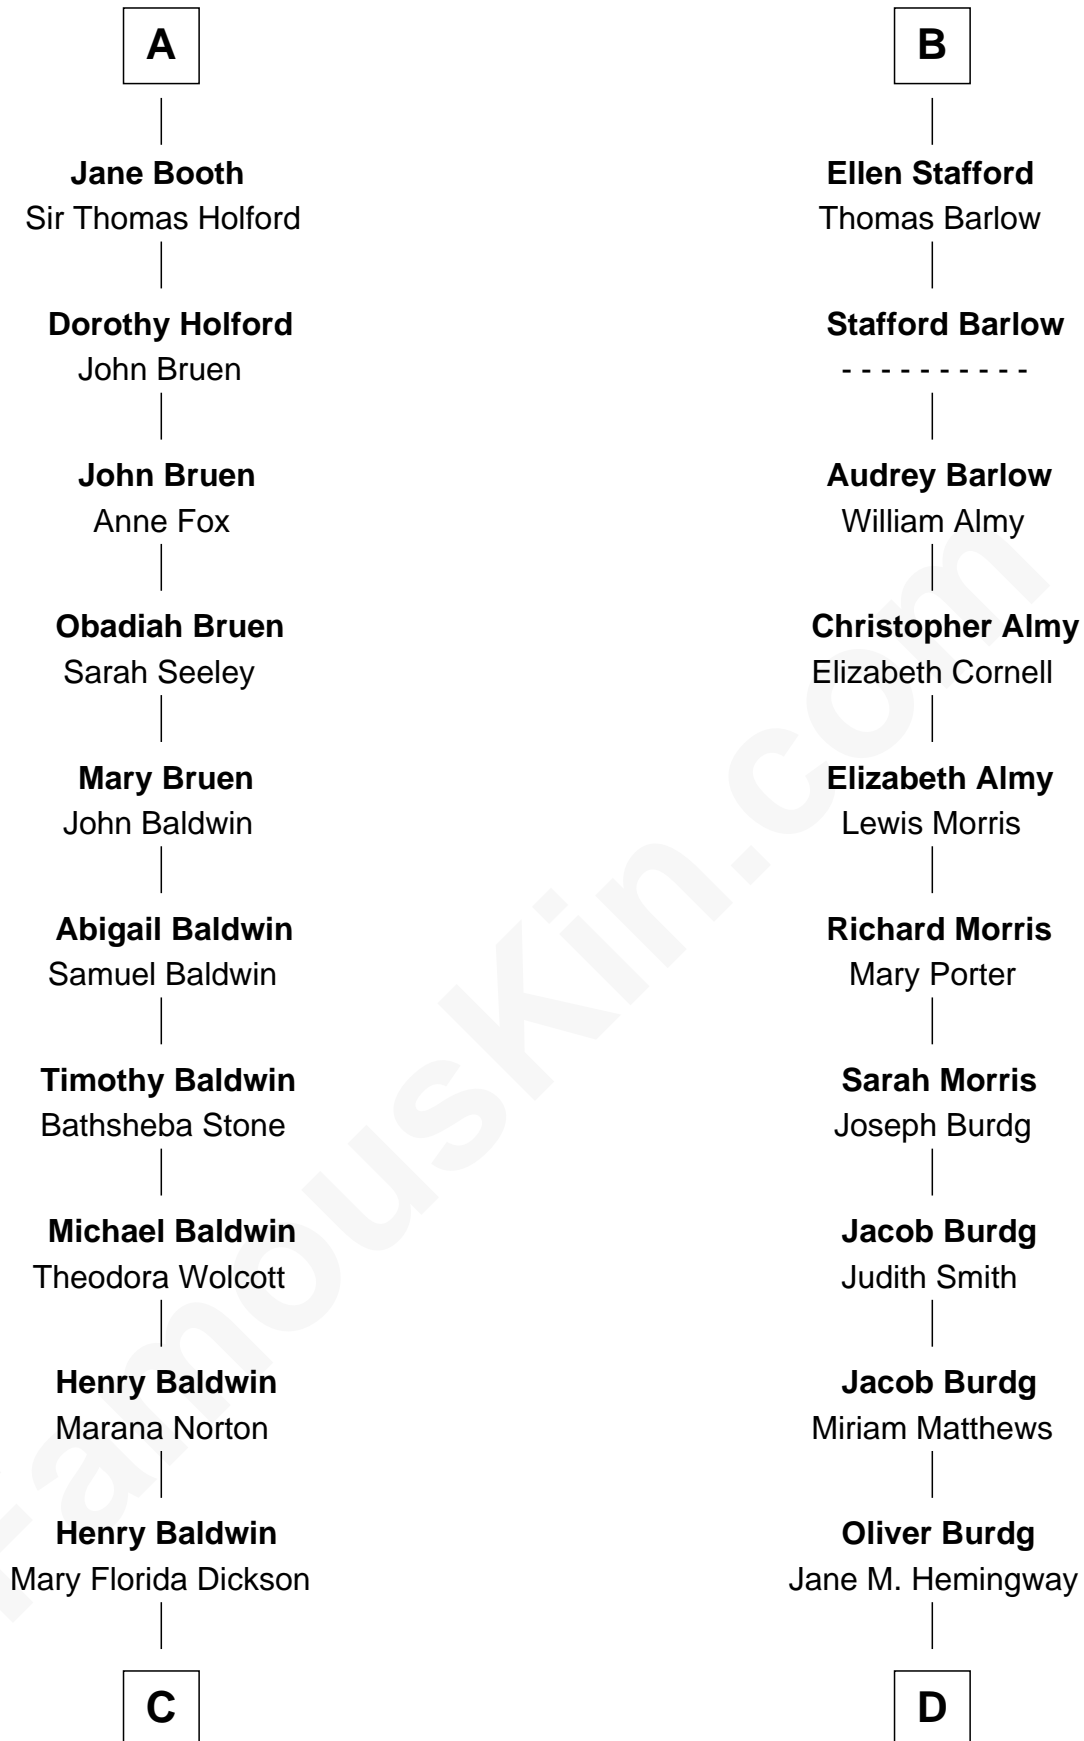 A
Jane Booth
Sir Thomas Holford
Dorothy Holford
John Bruen
John Bruen
Anne Fox
Obadiah Bruen
Sarah Seeley
Mary Bruen
John Baldwin
Abigail Baldwin
Samuel Baldwin
Timothy Baldwin
Bathsheba Stone
Michael Baldwin
Theodora Wolcott
Henry Baldwin
Marana Norton
Henry Baldwin
Mary Florida Dickson
C
B
Ellen Stafford
Thomas Barlow
Stafford Barlow
- - - - - - - - - -
Audrey Barlow
William Almy
Christopher Almy
Elizabeth Cornell
Elizabeth Almy
Lewis Morris
Richard Morris
Mary Porter
Sarah Morris
Joseph Burdg
Jacob Burdg
Judith Smith
Jacob Burdg
Miriam Matthews
Oliver Burdg
Jane M. Hemingway
D
FamousKin.com